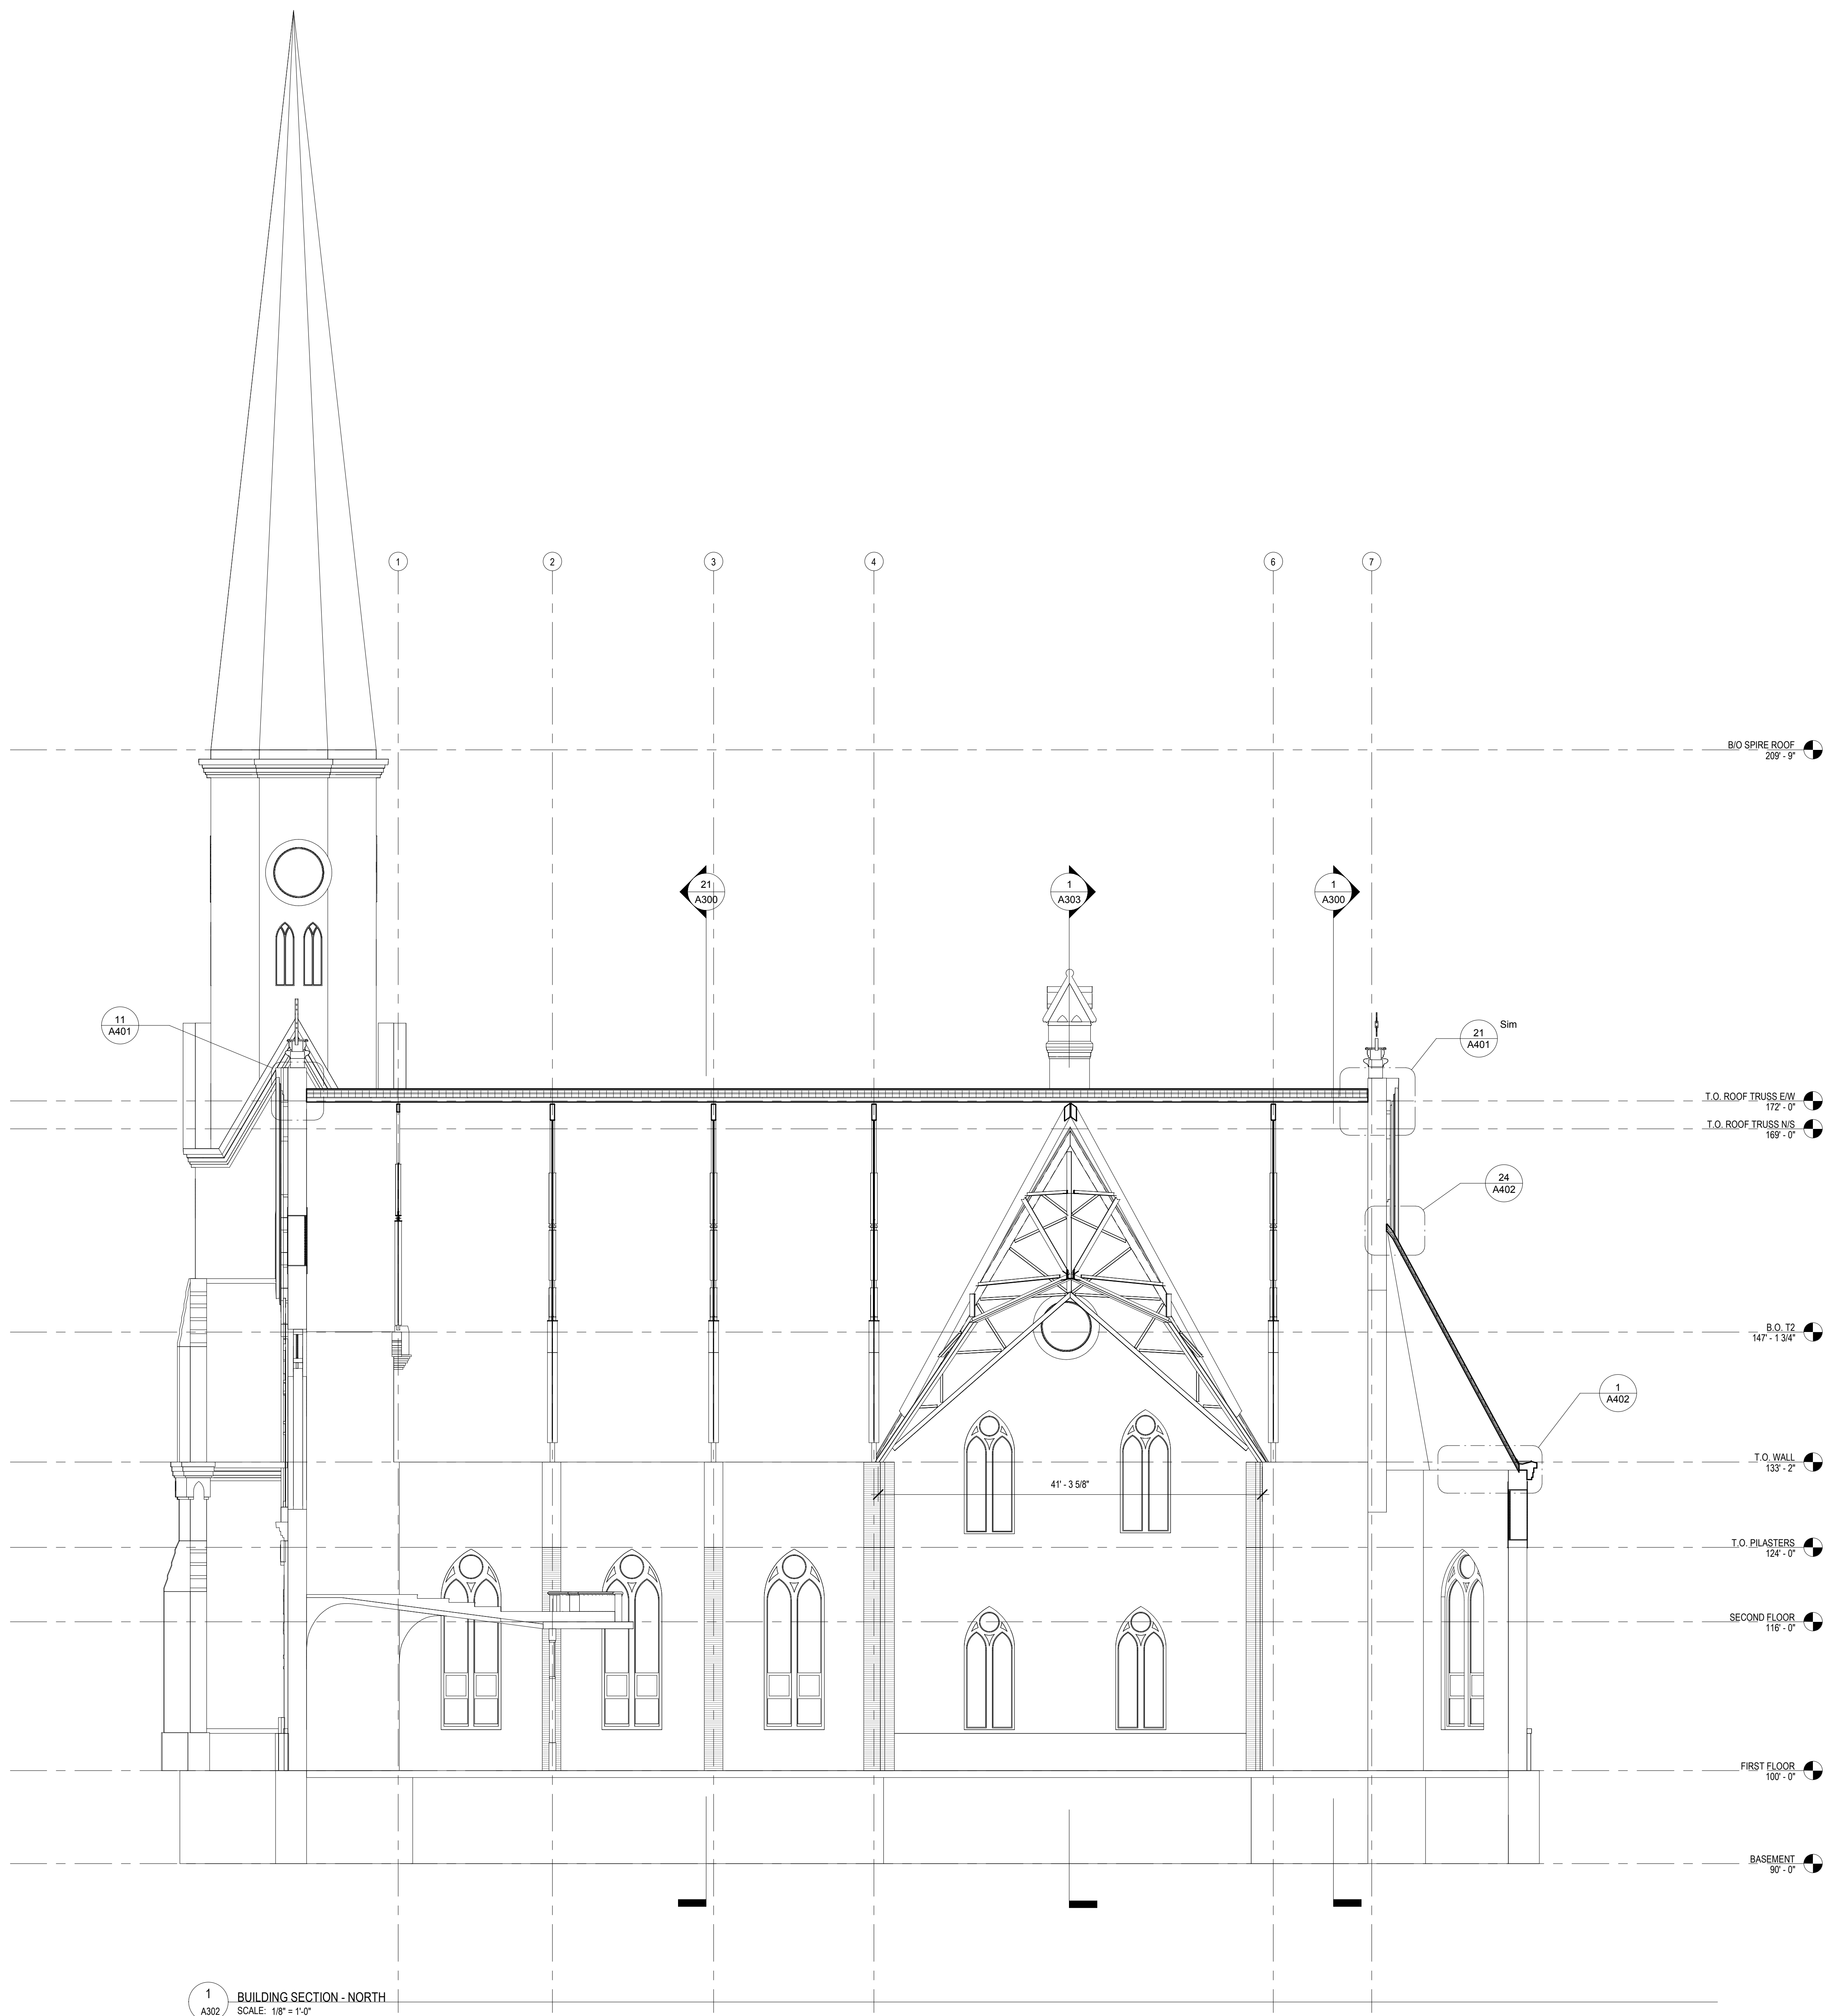 1
2
3
4
6
7
B/O SPIRE ROOF
209' - 9"
21
A300
1
A303
1
A300
11
A401
21
A401
Sim
T.O. ROOF TRUSS E/W
172' - 0"
T.O. ROOF TRUSS N/S
169' - 0"
24
A402
B.O. T2
147' - 1 3/4"
1
A402
T.O. WALL
133' - 2"
41' - 3 5/8"
T.O. PILASTERS
124' - 0"
SECOND FLOOR
116' - 0"
FIRST FLOOR
100' - 0"
BASEMENT
90' - 0"
1
A302
BUILDING SECTION - NORTH
SCALE: 1/8" = 1'-0"